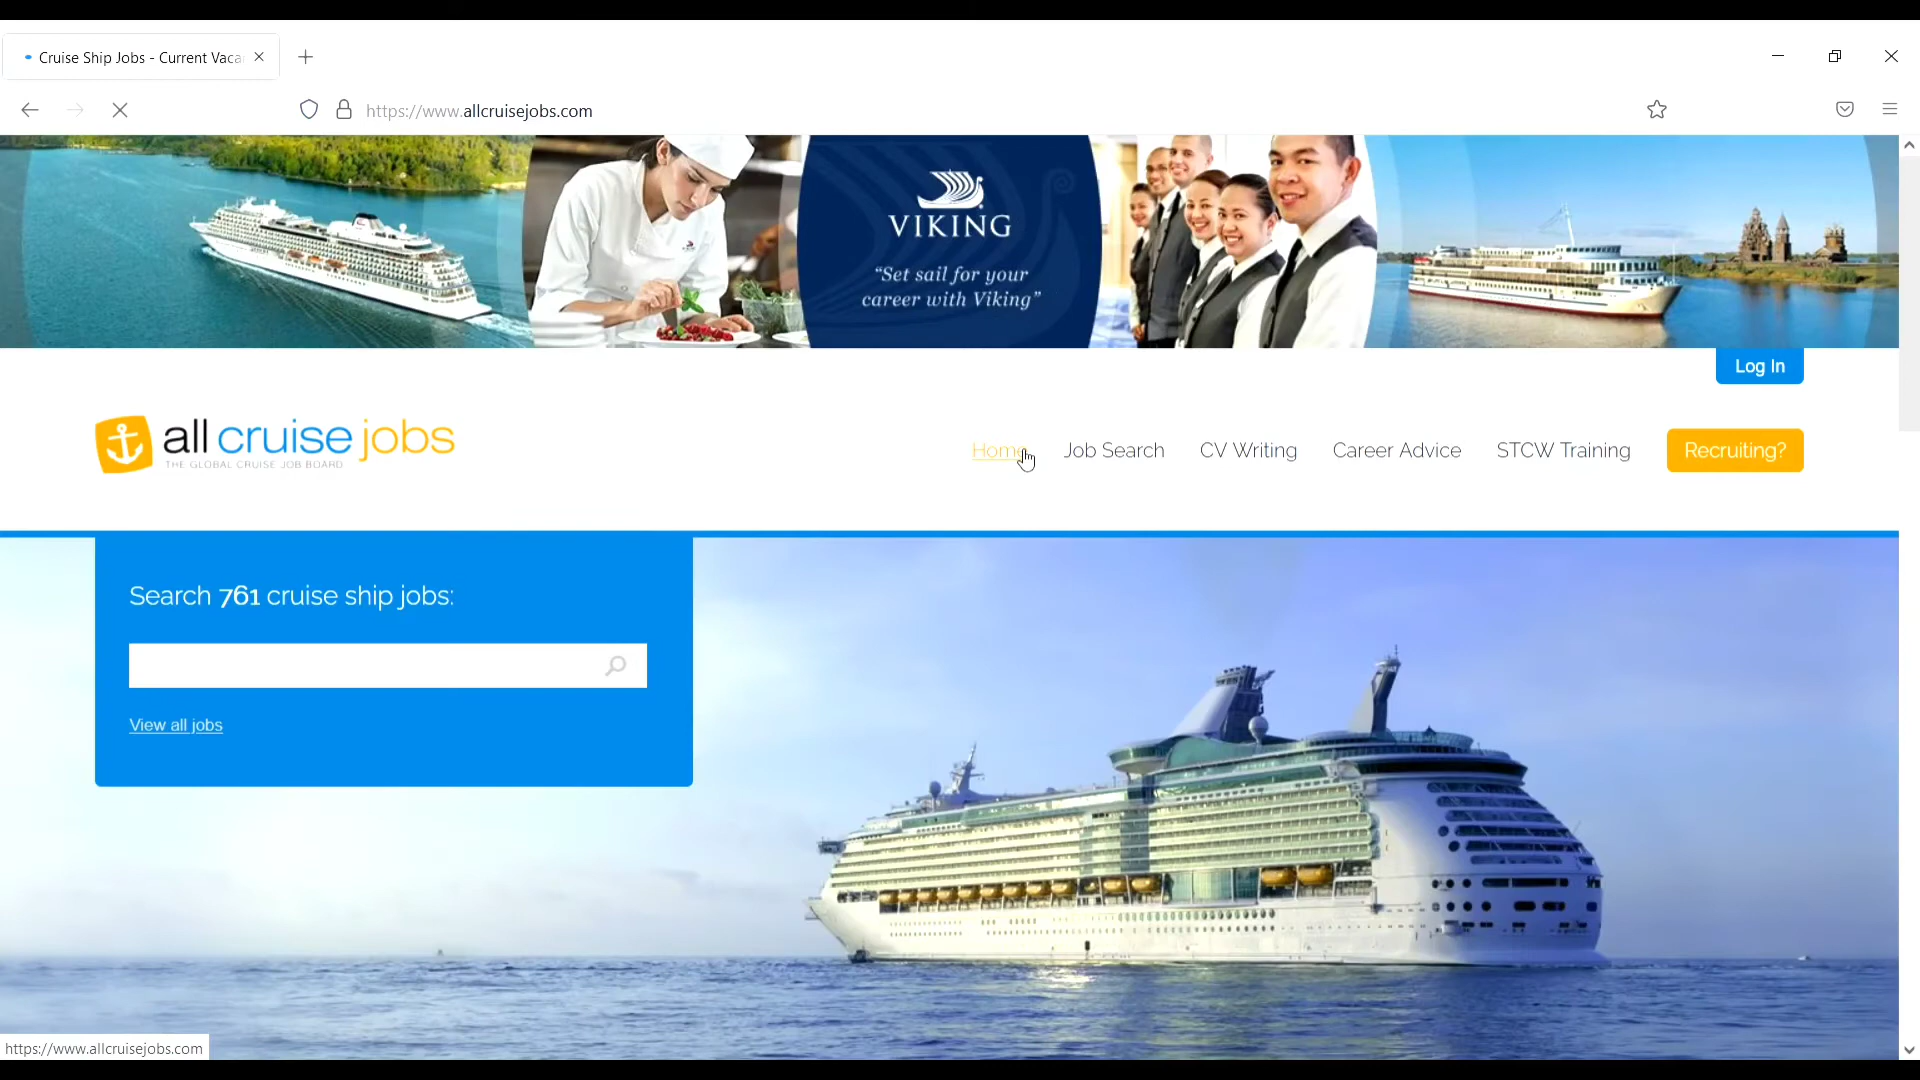 Cruise Ship Jobs - Current Vaca
https://www.allcruisejobs.com
VIKING
“Set sail for your
career with Viking”
Log In
all cruise jobs
THE GLOBAL CRUISE JOB BOARD
Home
Job Search
CV Writing
Career Advice
STCW Training
Recruiting?
Search 761 cruise ship jobs:
View all jobs
https://www.allcruisejobs.com